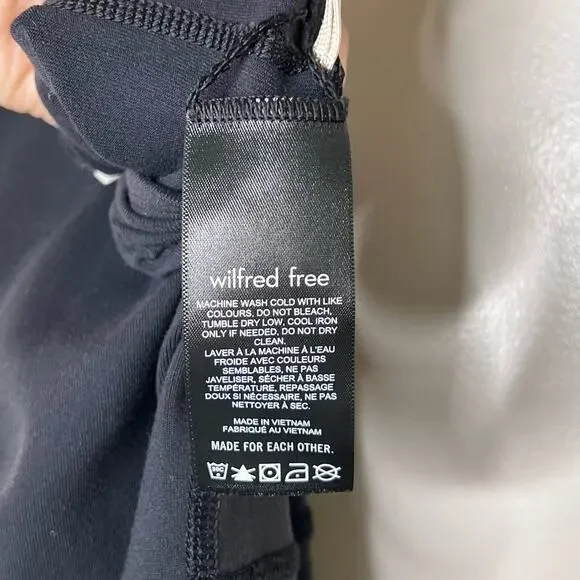 wilfred free
MACHINE WASH COLD WITH LIKE
COLOURS, DO NOT BLEACH,
TUMBLE DRY LOW, COOL IRON
ONLY IF NEEDED, DO NOT DRY
CLEAN.
LAVER À LA MACHINE À L'EAU
FROIDE AVEC COULEURS
SEMBLABLES, NE PAS
JAVELISER, SÉCHER À BASSE
TEMPÉRATURE, REPASSAGE
DOUX SI NÉCESSAIRE, NE PAS
NETTOYER À SEC.
MADE IN VIETNAM
FABRIQUÉ AU VIETNAM
MADE FOR EACH OTHER.
30C